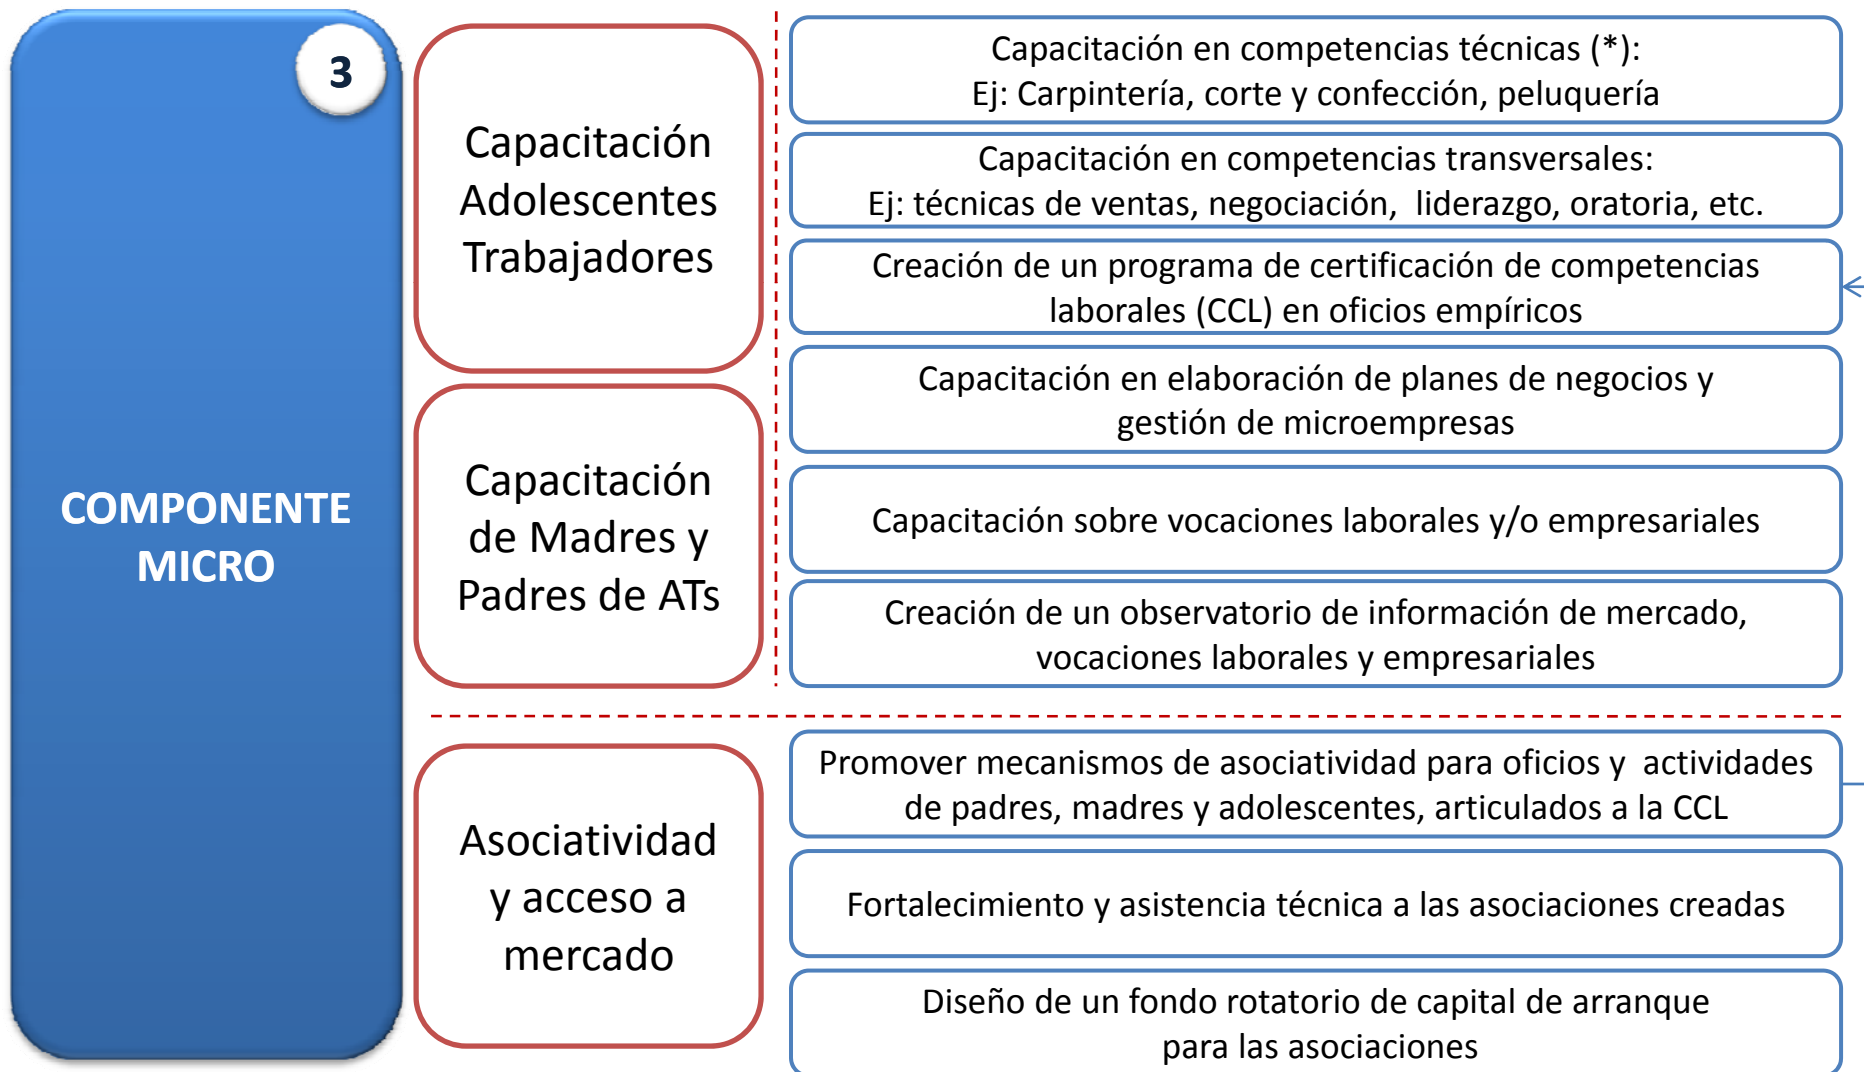 3
COMPONENTE
MICRO
Capacitación
Adolescentes
Trabajadores
Capacitación
de Madres y
Padres de ATs
Capacitación en competencias técnicas (*):
Ej: Carpintería, corte y confección, peluquería
Capacitación en competencias transversales:
Ej: técnicas de ventas, negociación, liderazgo, oratoria, etc.
Creación de un programa de certificación de competencias
laborales (CCL) en oficios empíricos
Capacitación en elaboración de planes de negocios y
gestión de microempresas
Capacitación sobre vocaciones laborales y/o empresariales
Creación de un observatorio de información de mercado,
vocaciones laborales y empresariales
Asociatividad
y acceso a
mercado
Promover mecanismos de asociatividad para oficios y actividades
de padres, madres y adolescentes, articulados a la CCL
Fortalecimiento y asistencia técnica a las asociaciones creadas
Diseño de un fondo rotatorio de capital de arranque
para las asociaciones